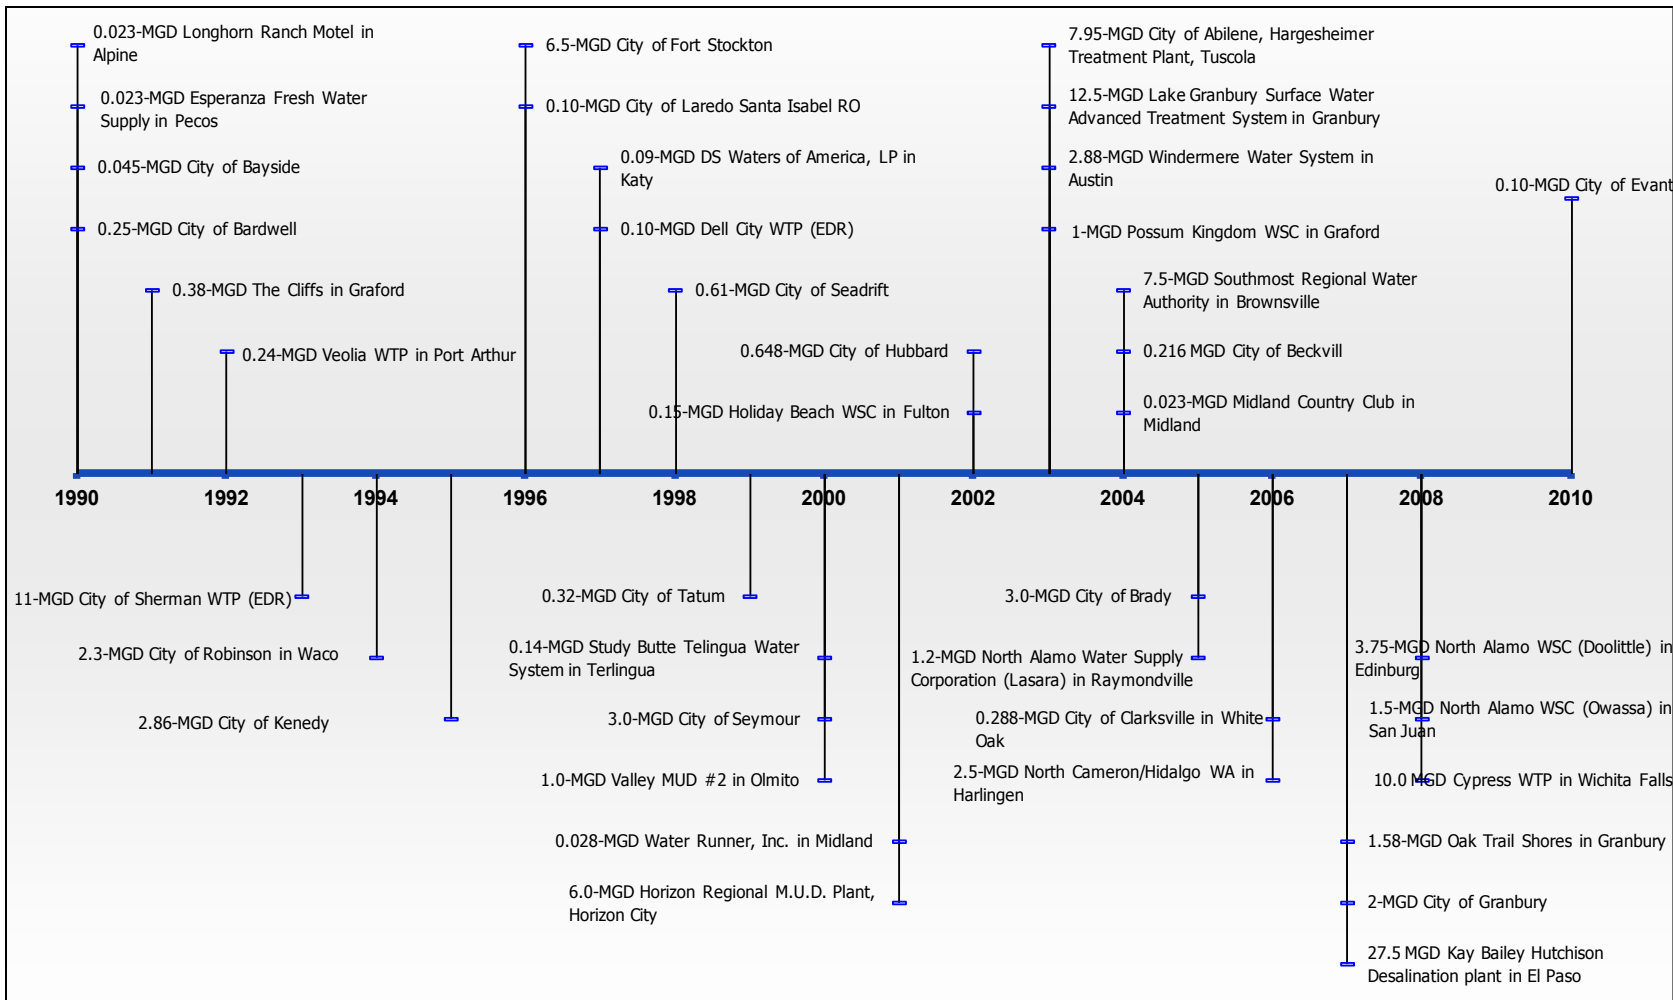 0.023-MGD Longhorn Ranch Motel in
Alpine
0.023-MGD Esperanza Fresh Water
Supply in Pecos
0.045-MGD City of Bayside
0.25-MGD City of Bardwell
0.38-MGD The Cliffs in Graford
0.24-MGD Veolia WTP in Port Arthur
6.5-MGD City of Fort Stockton
0.10-MGD City of Laredo Santa Isabel RO
0.09-MGD DS Waters of America, LP in
Katy
0.10-MGD Dell City WTP (EDR)
0.61-MGD City of Seadrift
0.648-MGD City of Hubbard
0.15-MGD Holiday Beach WSC in Fulton
7.95-MGD City of Abilene, Hargesheimer
Treatment Plant, Tuscola
12.5-MGD Lake Granbury Surface Water
Advanced Treatment System in Granbury
2.88-MGD Windermere Water System in
Austin
1-MGD Possum Kingdom WSC in Graford
7.5-MGD Southmost Regional Water
Authority in Brownsville
0.216 MGD City of Beckvill
0.023-MGD Midland Country Club in
Midland
0.10-MGD City of Evant
1990 1992 1994 1996 1998 2000 2002 2004 2006 2008 2010
11-MGD City of Sherman WTP (EDR)
2.3-MGD City of Robinson in Waco
2.86-MGD City of Kenedy
0.32-MGD City of Tatum
0.14-MGD Study Butte Telingua Water
System in Terlingua
3.0-MGD City of Seymour
1.0-MGD Valley MUD #2 in Olmito
0.028-MGD Water Runner, Inc. in Midland
6.0-MGD Horizon Regional M.U.D. Plant,
Horizon City
3.0-MGD City of Brady
1.2-MGD North Alamo Water Supply
Corporation (Lasara) in Raymondville
0.288-MGD City of Clarksville in White
Oak
2.5-MGD North Cameron/Hidalgo WA in
Harlingen
3.75-MGD North Alamo WSC (Doolittle) in
Edinburg
1.5-MGD North Alamo WSC (Owassa) in
San Juan
10.0 MGD Cypress WTP in Wichita Falls
1.58-MGD Oak Trail Shores in Granbury
2-MGD City of Granbury
27.5 MGD Kay Bailey Hutchison
Desalination plant in El Paso